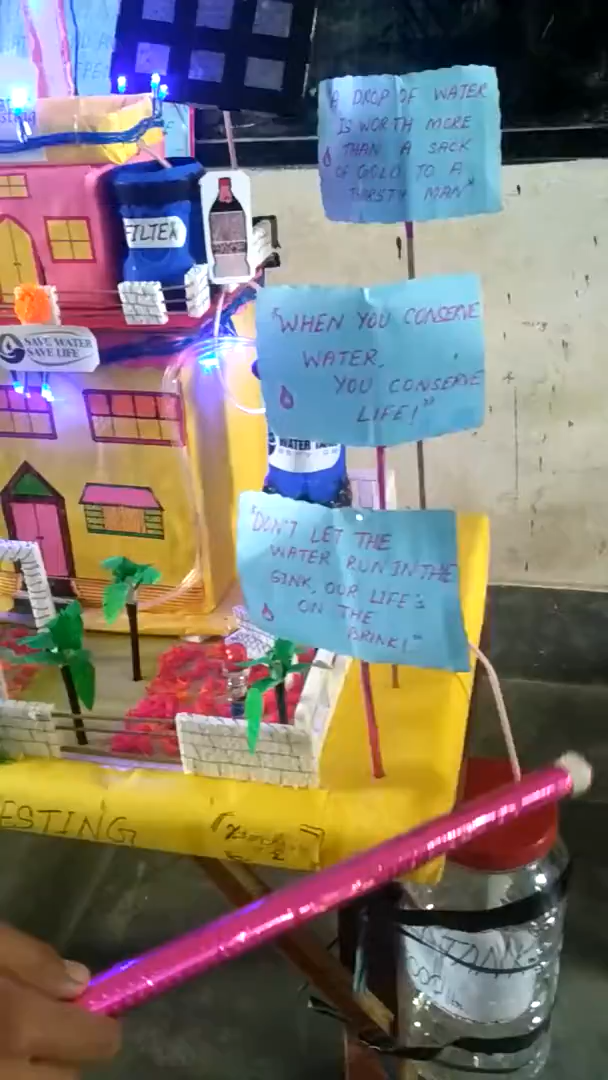 "A DROP OF WATER
IS WORTH MORE
THAN A SACK
OF GOLD TO A
THIRSTY MAN"
FILTER
SAVE WATER
SAVE LIFE
"WHEN YOU CONSERVE
WATER,
YOU CONSERVE
LIFE!"
WATER
"DON'T LET THE
WATER RUN IN THE
SINK, OUR LIFE'S
ON THE
BRINK!"
ESTING